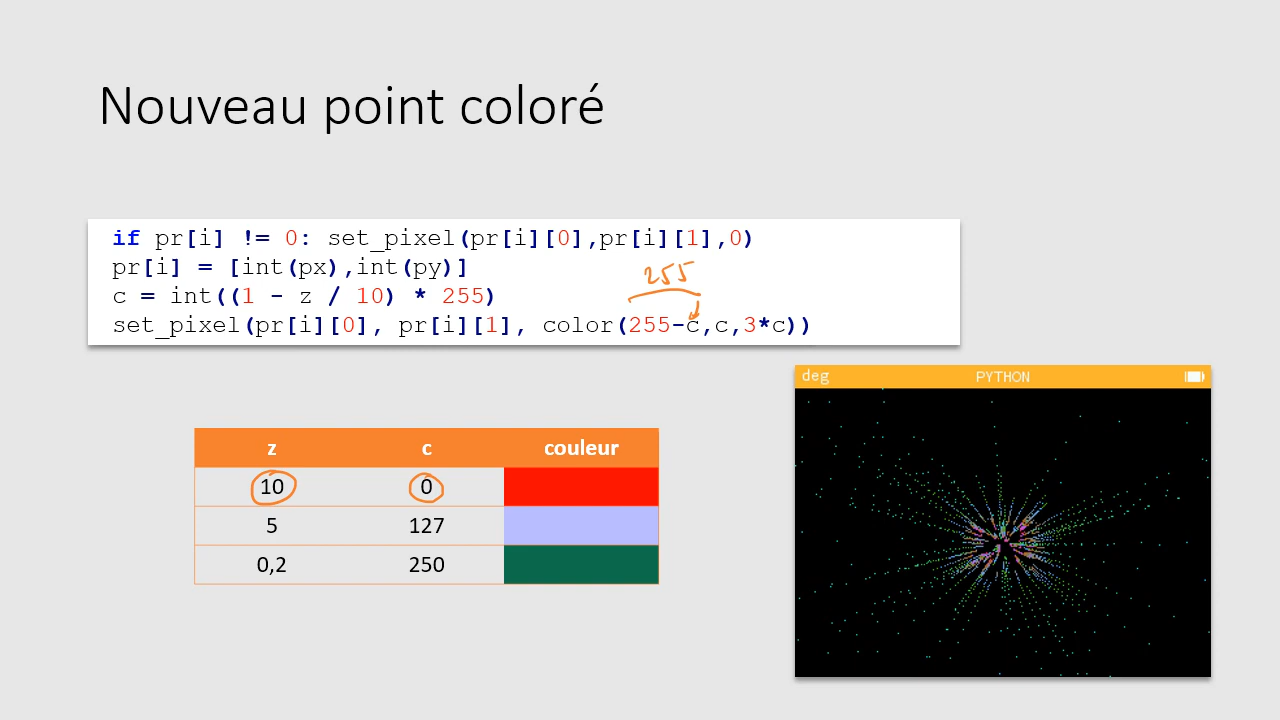 Nouveau point coloré
if pr[i] != 0: set_pixel(pr[i][0],pr[i][1],0)
pr[i] = [int(px),int(py)]
255
c = int((1 - z / 10) * 255)
set_pixel(pr[i][0], pr[i][1], color(255-c,c,3*c))
deg PYTHON
z c couleur
10 0
5 127
0,2 250